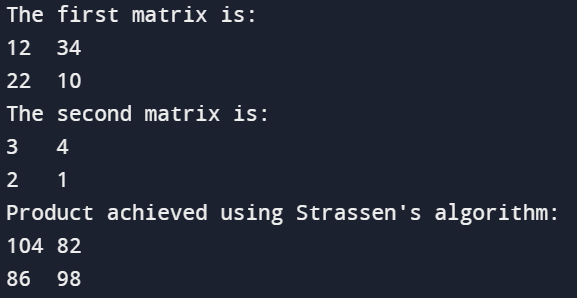 The first matrix is:
12  34
22  10
The second matrix is:
3   4
2   1
Product achieved using Strassen's algorithm:
104 82
86  98